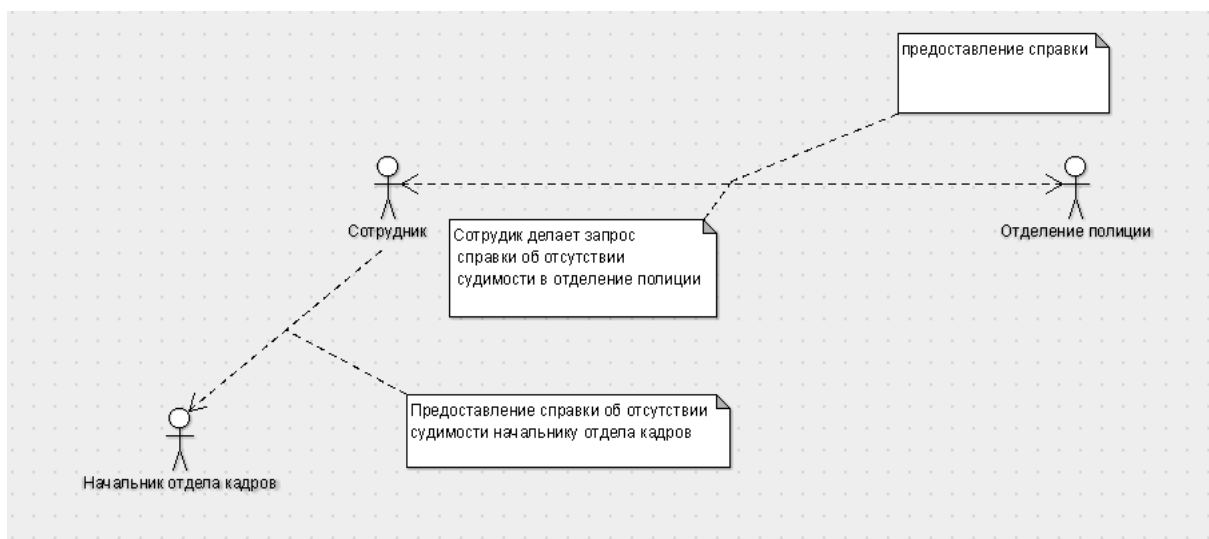 предоставление справки
Сотрудник
Отделение полиции
Сотрудик делает запрос
справки об отсутствии
судимости в отделение полиции
Предоставление справки об отсутствии
судимости начальнику отдела кадров
Начальник отдела кадров